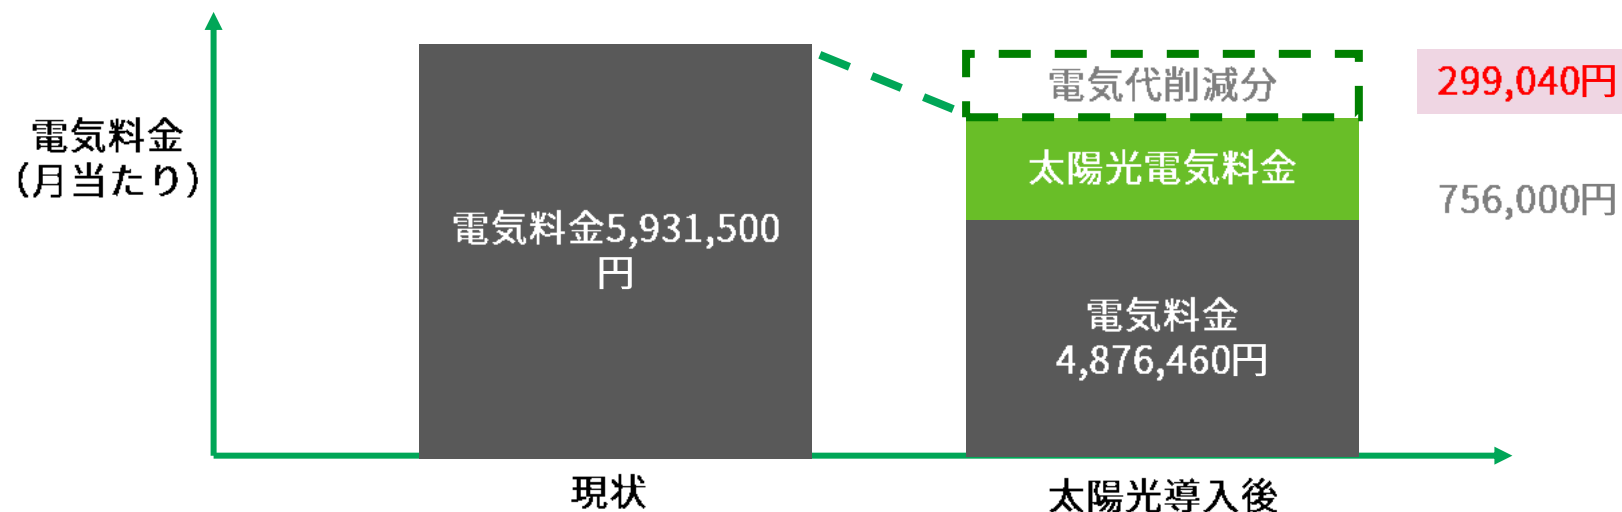 電気料金
（月当たり）
電気料金5,931,500
円
電気代削減分
299,040円
太陽光電気料金
756,000円
電気料金
4,876,460円
現状
太陽光導入後